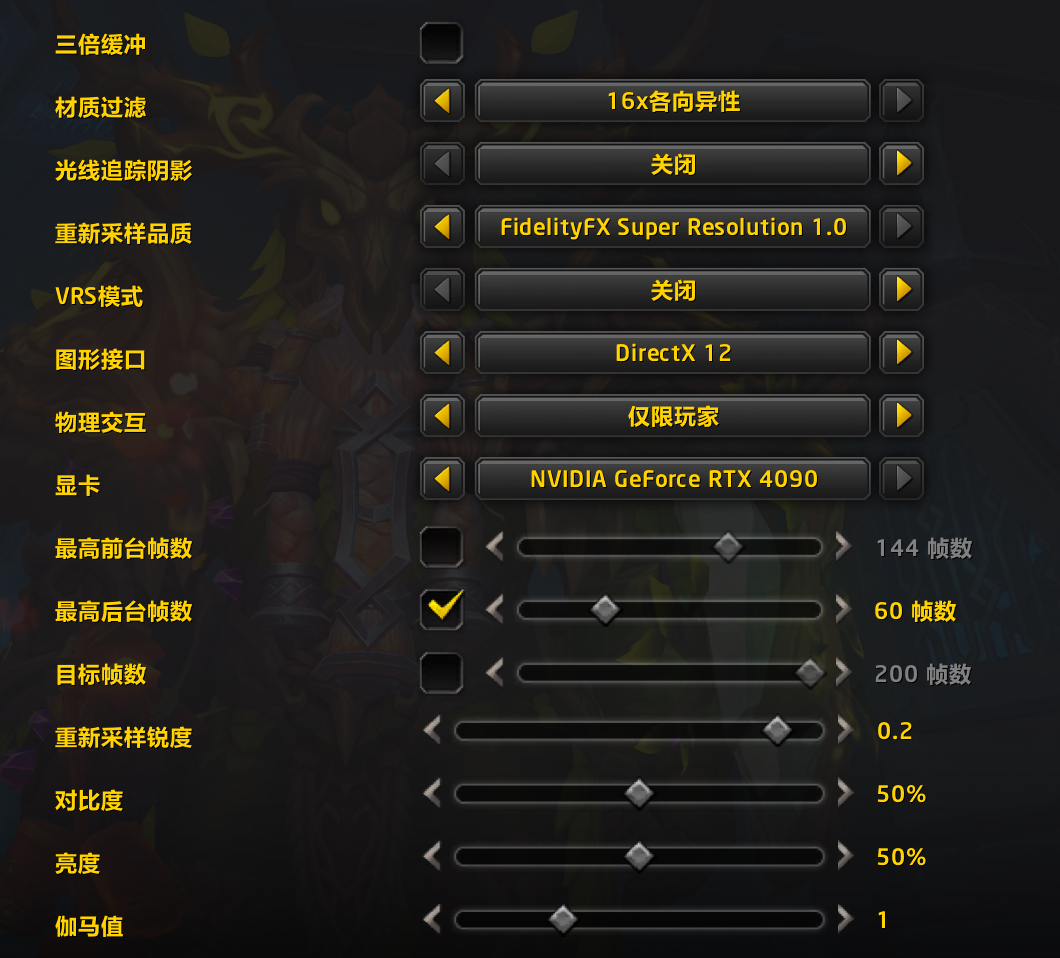 三倍缓冲
材质过滤 16x各向异性
光线追踪阴影 关闭
重新采样品质 FidelityFX Super Resolution 1.0
VRS模式 关闭
图形接口 DirectX 12
物理交互 仅限玩家
显卡 NVIDIA GeForce RTX 4090
最高前台帧数 144 帧数
最高后台帧数 60 帧数
目标帧数 200 帧数
重新采样锐度 0.2
对比度 50%
亮度 50%
伽马值 1